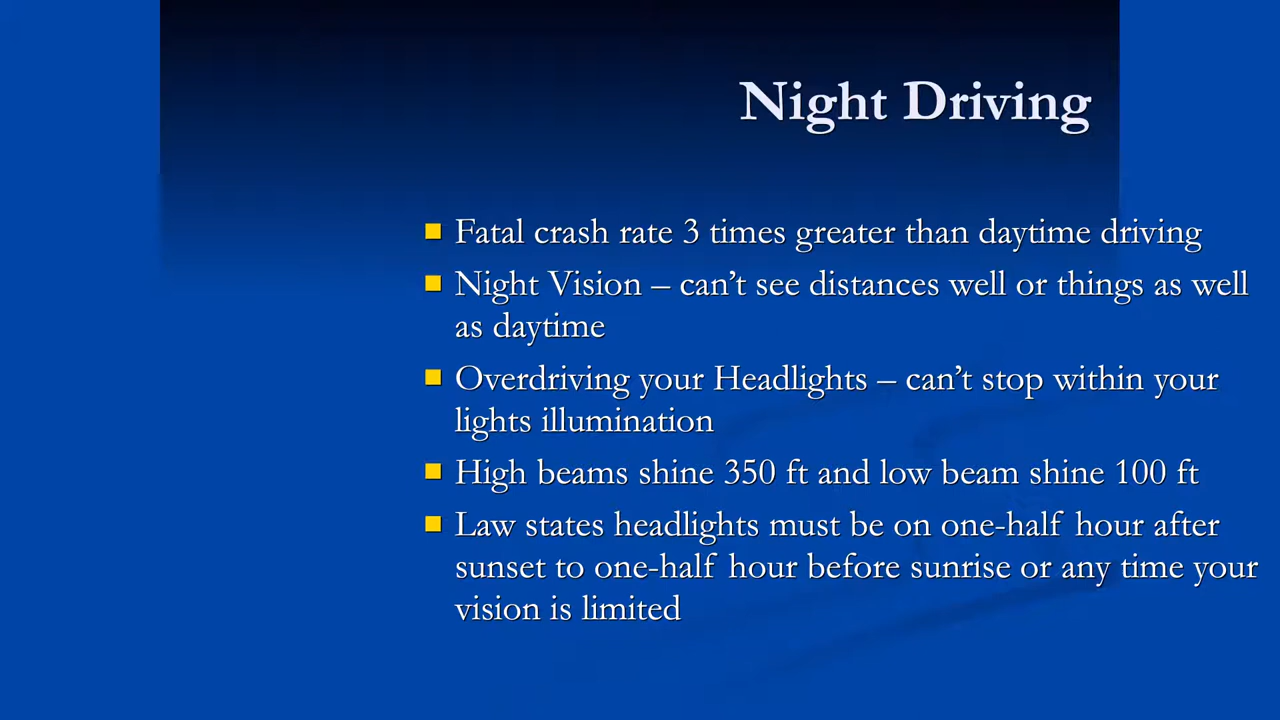 Night Driving
Fatal crash rate 3 times greater than daytime driving
Night Vision – can’t see distances well or things as well
as daytime
Overdriving your Headlights – can’t stop within your
lights illumination
High beams shine 350 ft and low beam shine 100 ft
Law states headlights must be on one-half hour after
sunset to one-half hour before sunrise or any time your
vision is limited